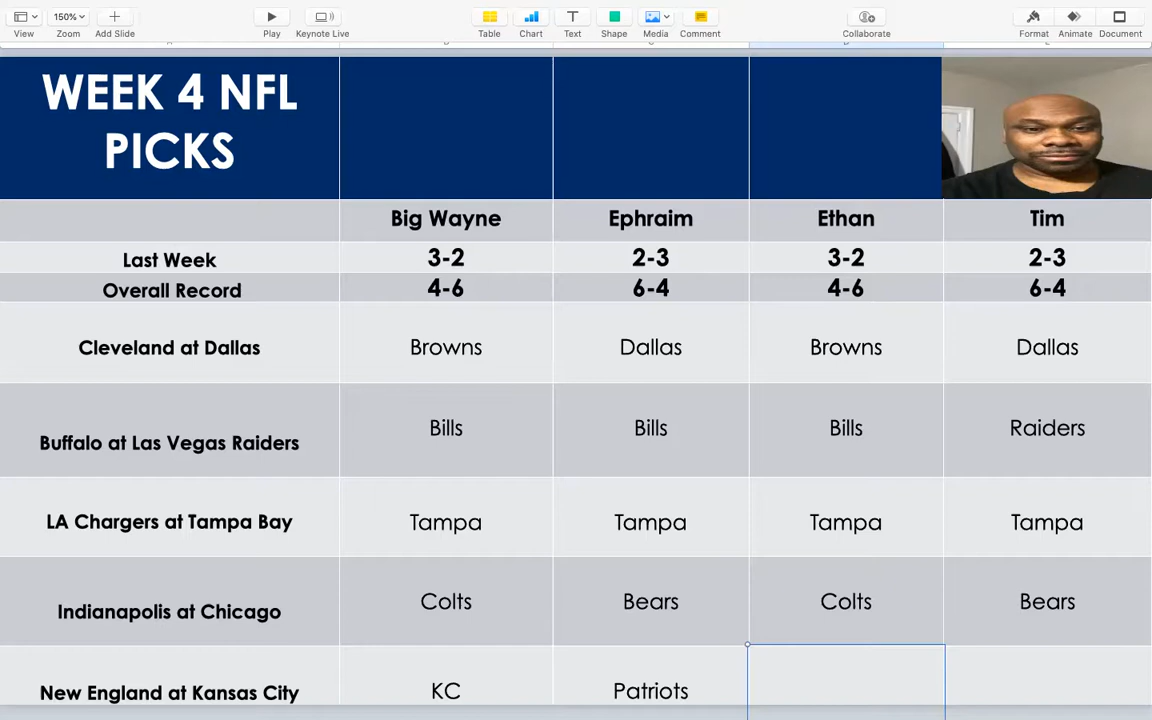 150%
View
Zoom
Add Slide
Play
Keynote Live
Table
Chart
Text
Shape
Media
Comment
Collaborate
Format
Animate
Document
WEEK 4 NFL
PICKS
Big Wayne
Ephraim
Ethan
Tim
Last Week
3-2
2-3
3-2
2-3
Overall Record
4-6
6-4
4-6
6-4
Cleveland at Dallas
Browns
Dallas
Browns
Dallas
Buffalo at Las Vegas Raiders
Bills
Bills
Bills
Raiders
LA Chargers at Tampa Bay
Tampa
Tampa
Tampa
Tampa
Indianapolis at Chicago
Colts
Bears
Colts
Bears
New England at Kansas City
KC
Patriots